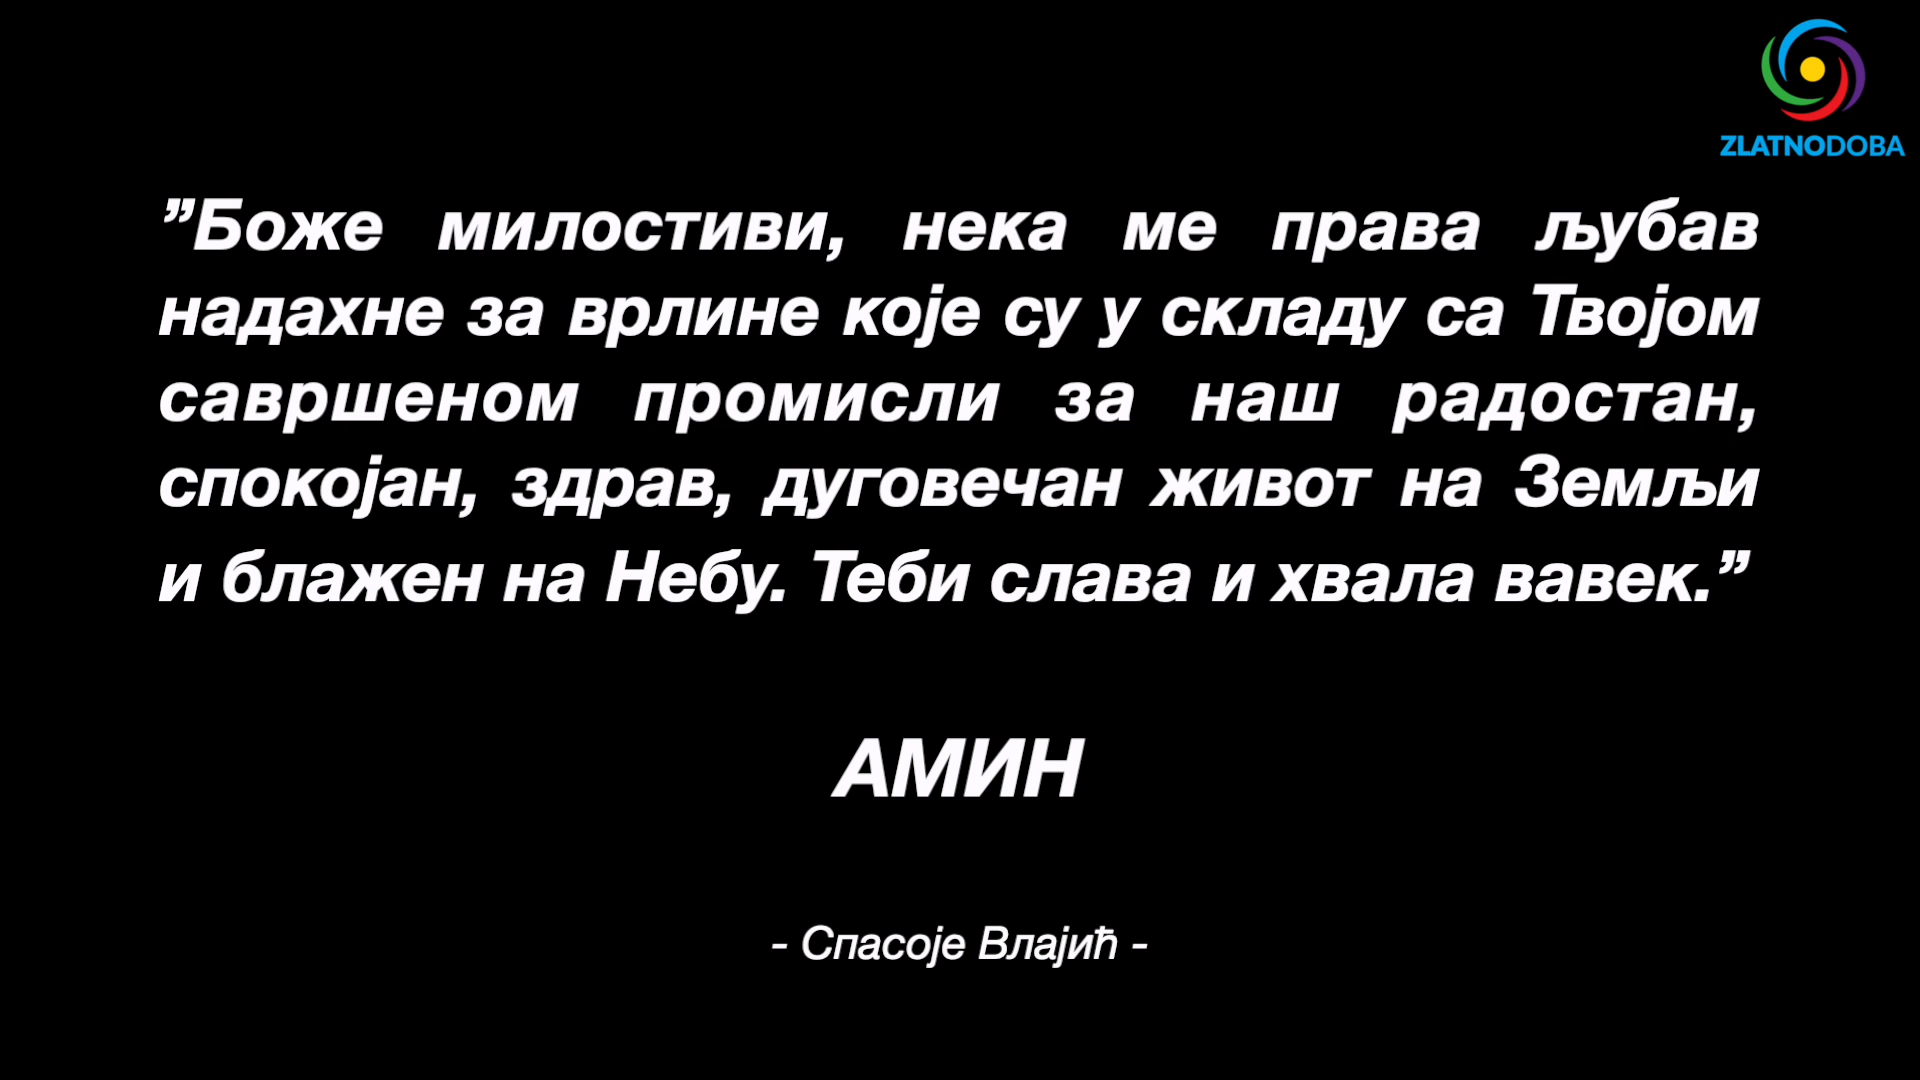 ZLATNODOBA
”Боже милостиви, нека ме права љубав
надахне за врлине које су у складу са Твојом
савршеном промисли за наш радостан,
спокојан, здрав, дуговечан живот на Земљи
и блажен на Небу. Теби слава и хвала вавек.”
АМИН
- Спасоје Влајић -